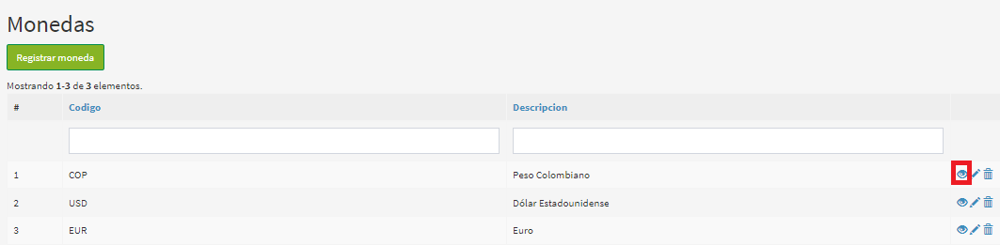 Monedas
Registrar moneda
Mostrando 1-3 de 3 elementos.
# Codigo Descripcion
1 COP Peso Colombiano
2 USD Dólar Estadounidense
3 EUR Euro